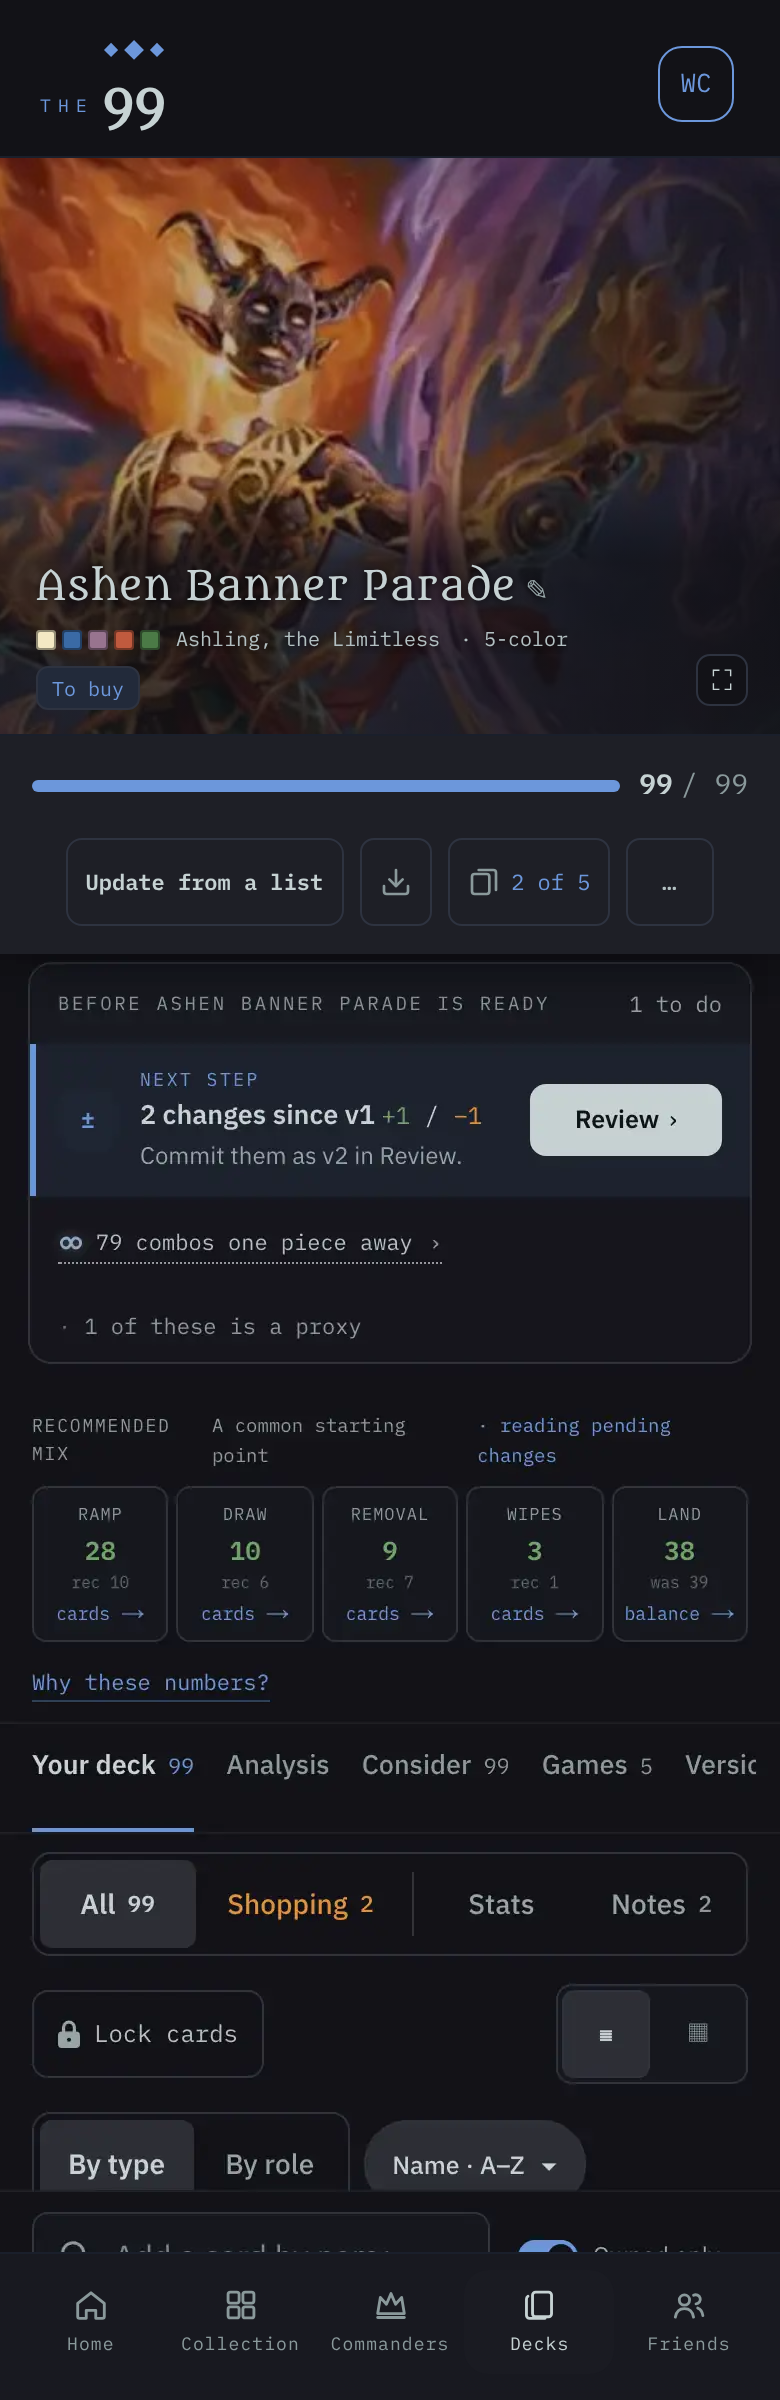 THE 99
WC
Ashen Banner Parade ✎
Ashling, the Limitless · 5-color
To buy
99 / 99
Update from a list
2 of 5
…
BEFORE ASHEN BANNER PARADE IS READY
1 to do
NEXT STEP
± 2 changes since v1 +1 / −1
Commit them as v2 in Review.
Review ›
∞ 79 combos one piece away ›
· 1 of these is a proxy
RECOMMENDED MIX
A common starting point
· reading pending changes
RAMP DRAW REMOVAL WIPES LAND
28 10 9 3 38
rec 10 rec 6 rec 7 rec 1 was 39
cards → cards → cards → cards → balance →
Why these numbers?
Your deck 99 Analysis Consider 99 Games 5 Versic
All 99 Shopping 2 Stats Notes 2
Lock cards
By type By role Name · A–Z
Home Collection Commanders Decks Friends